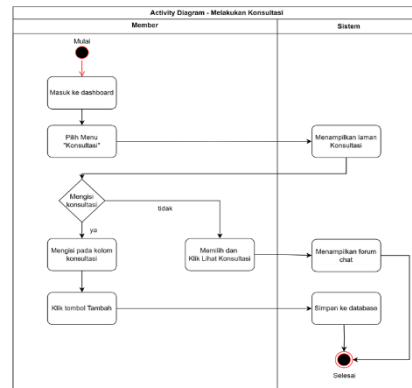 Activity Diagram - Melakukan Konsultasi
Member
Sistem
Mulai
Masuk ke dashboard
Pilih Menu
"Konsultasi"
Menampilkan laman
Konsultasi
Mengisi
konsultasi
tidak
ya
Mengisi pada kolom
konsultasi
Memilih dan
Klik Lihat Konsultasi
Menampilkan forum
chat
Klik tombol Tambah
Simpan ke database
Selesai